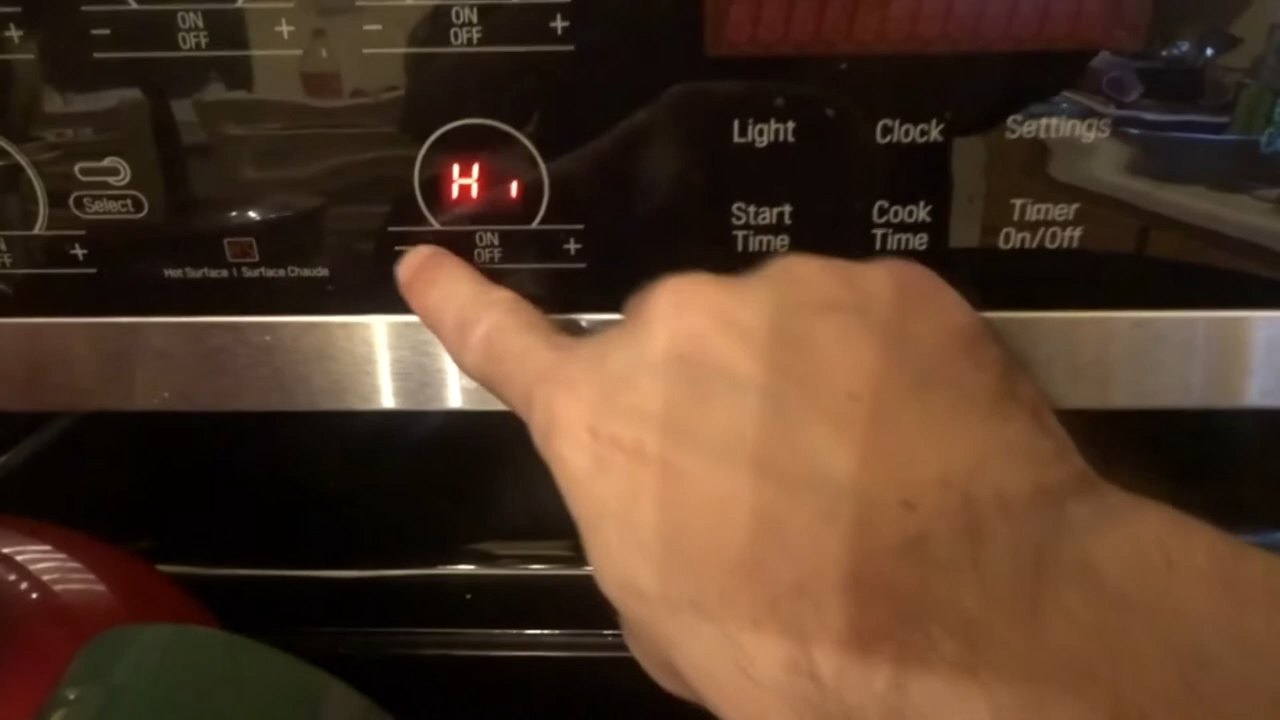 + - ON OFF + - ON OFF +
Light Clock Settings
Hi
Select
Start Time Cook Time Timer On/Off
+ - ON OFF +
Hot Surface | Surface Chaude